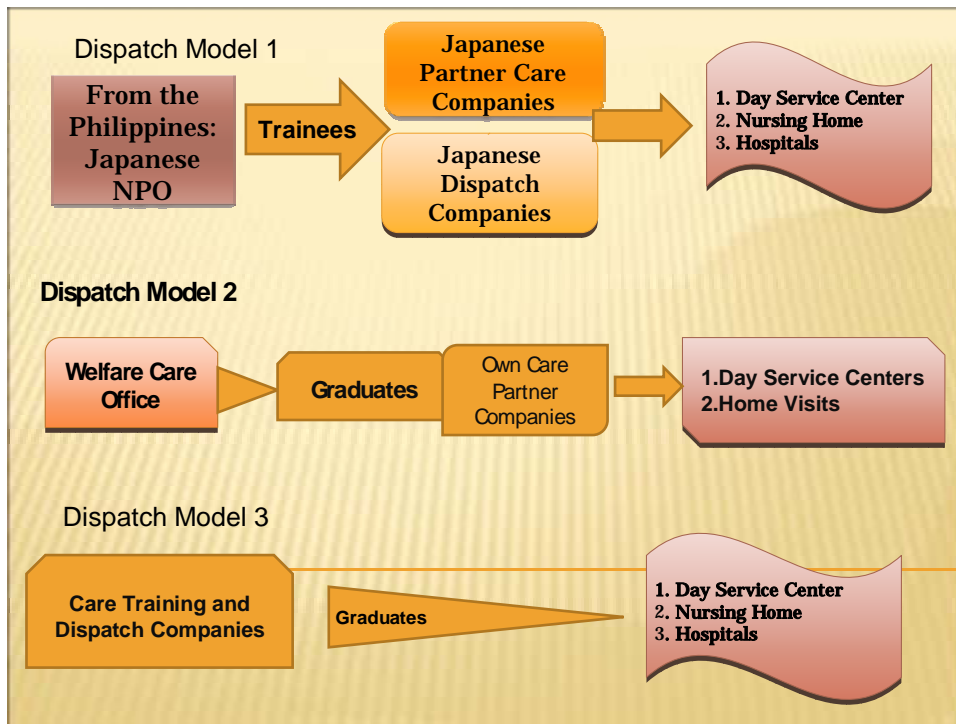 Dispatch Model 1
From the
Philippines:
Japanese
NPO
Trainees
Japanese
Partner Care
Companies
Japanese
Dispatch
Companies
1. Day Service Center
2. Nursing Home
3. Hospitals
Dispatch Model 2
Welfare Care
Office
Graduates
Own Care
Partner
Companies
1.Day Service Centers
2.Home Visits
Dispatch Model 3
Care Training and
Dispatch Companies
Graduates
1. Day Service Center
2. Nursing Home
3. Hospitals